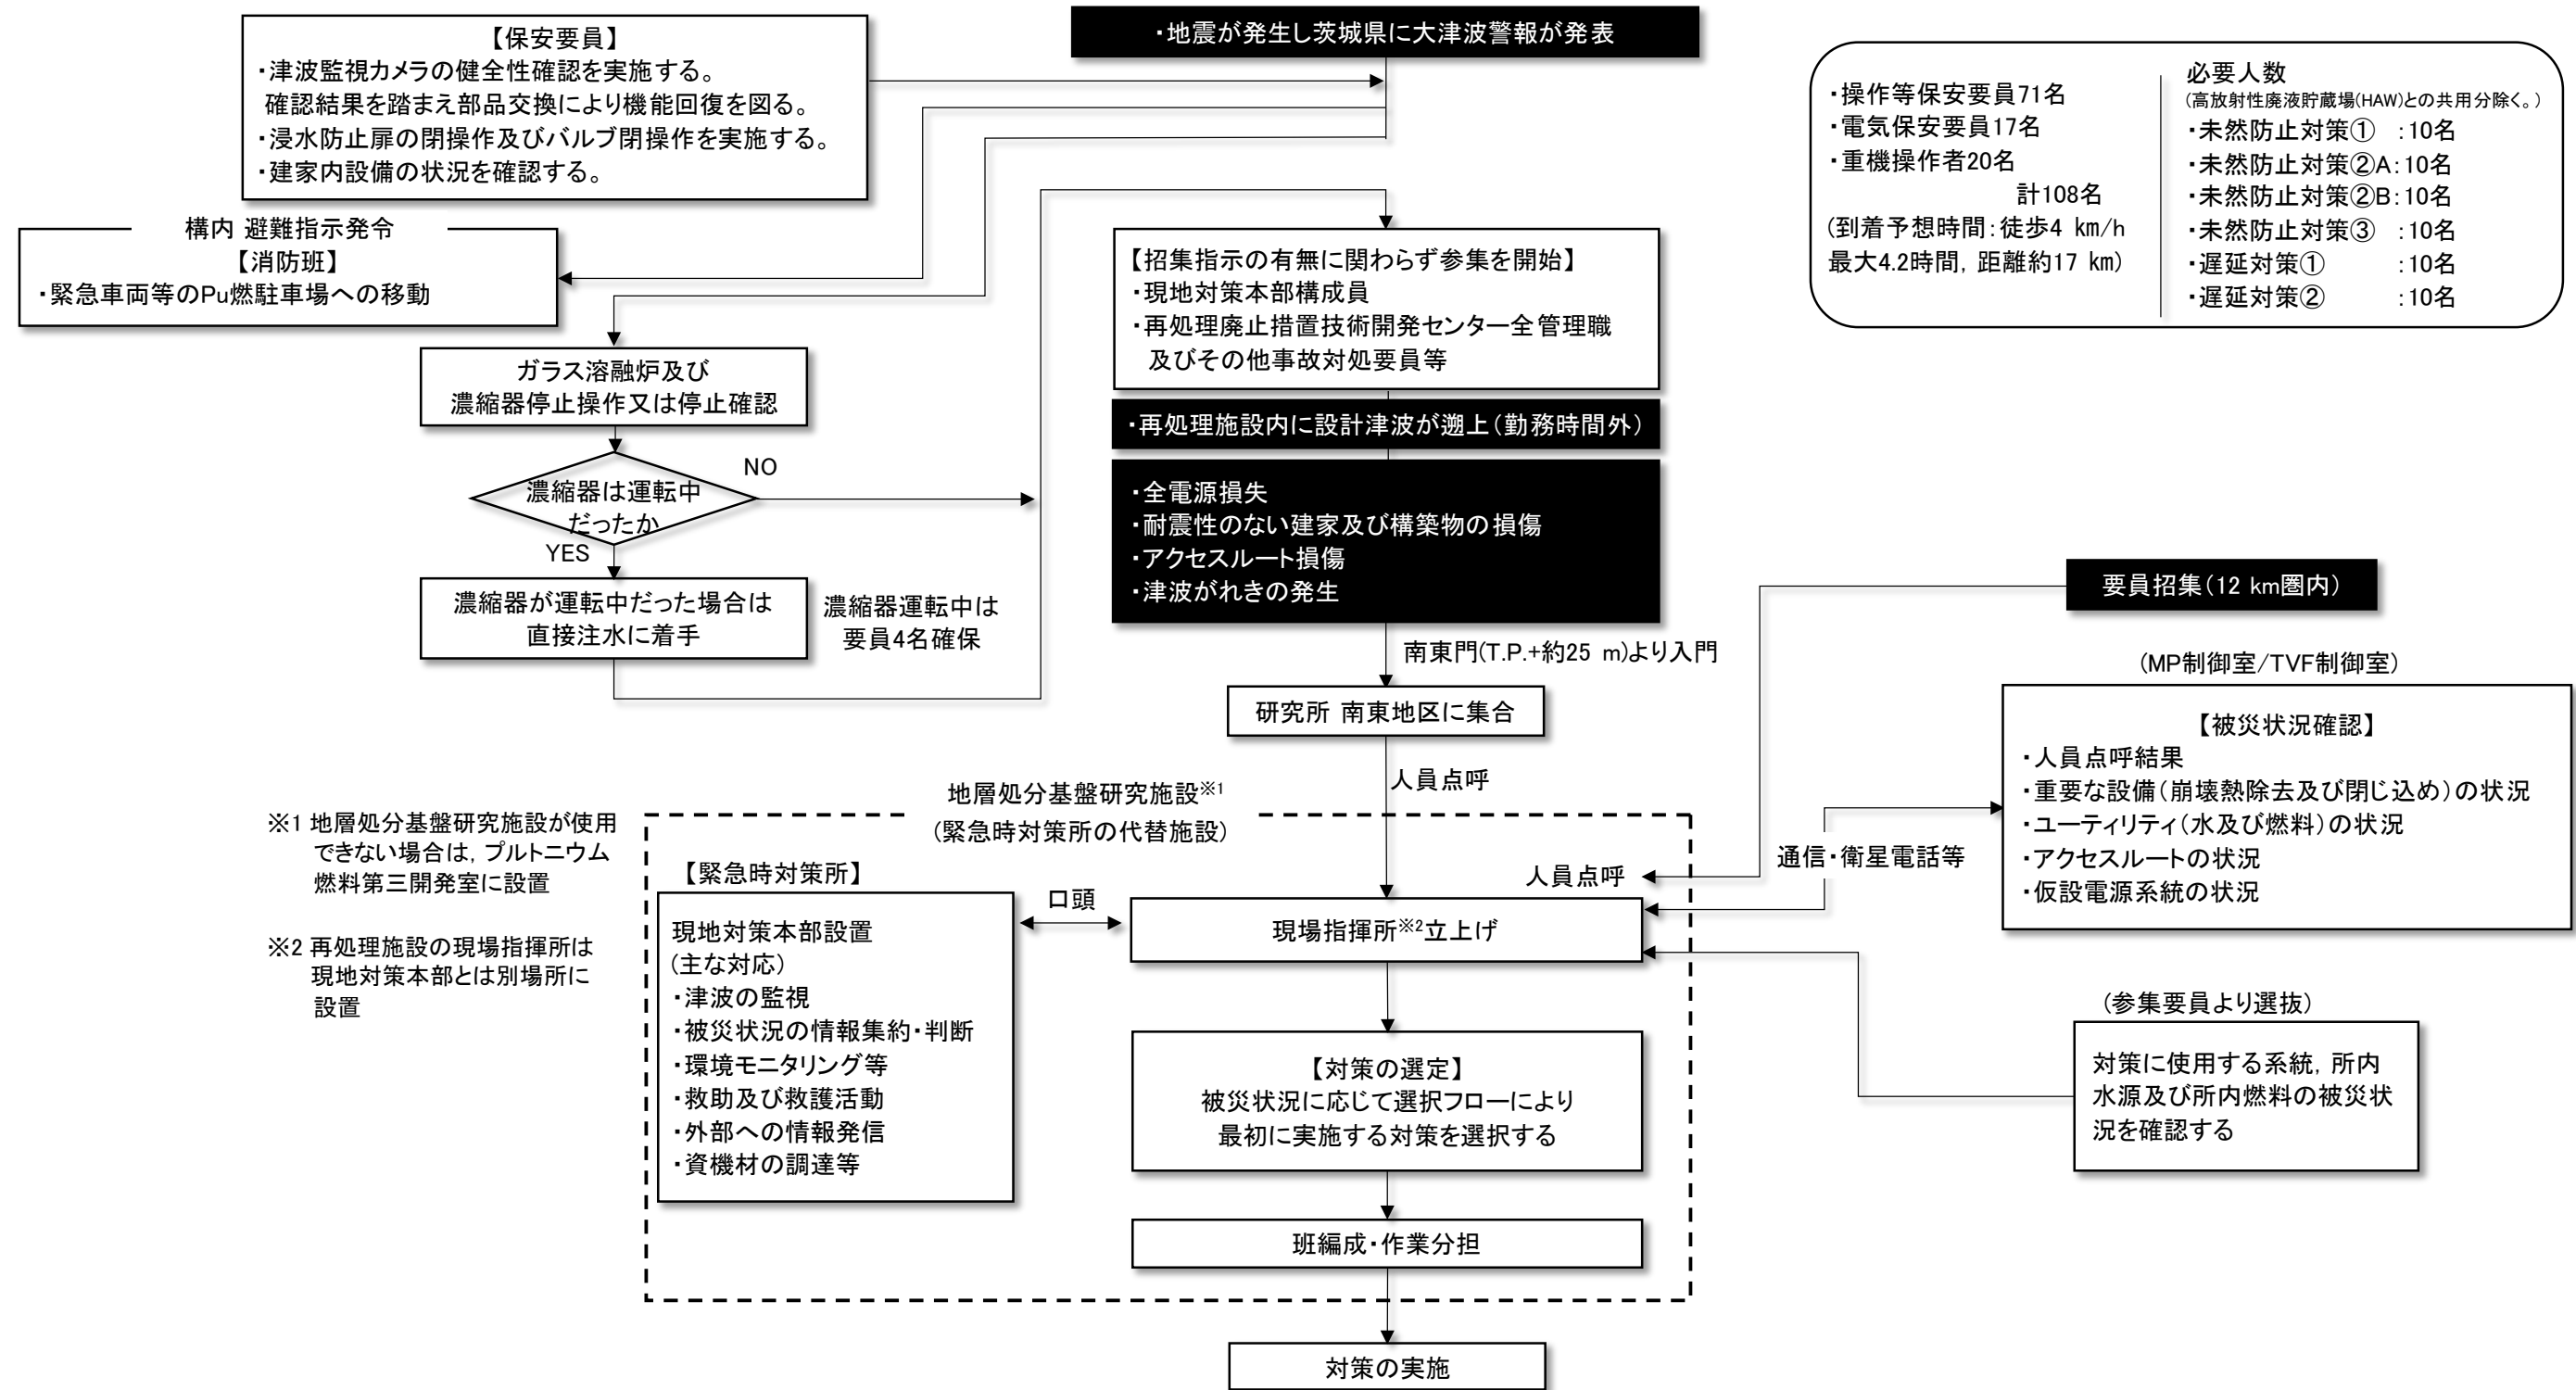 ・地震が発生し茨城県に大津波警報が発表
【保安要員】
・津波監視カメラの健全性確認を実施する。
確認結果を踏まえ部品交換により機能回復を図る。
・浸水防止扉の閉操作及びバルブ閉操作を実施する。
・建家内設備の状況を確認する。
・操作等保安要員71名
・電気保安要員17名
・重機操作者20名
計108名
(到着予想時間：徒歩4 km/h
最大4.2時間，距離約17 km)
必要人数
(高放射性廃液貯蔵場(HAW)との共用分除く。)
・未然防止対策①　：10名
・未然防止対策②A：10名
・未然防止対策②B：10名
・未然防止対策③　：10名
・遅延対策①　　　：10名
・遅延対策②　　　：10名
構内 避難指示発令
【消防班】
・緊急車両等のPu燃駐車場への移動
【招集指示の有無に関わらず参集を開始】
・現地対策本部構成員
・再処理廃止措置技術開発センター全管理職
及びその他事故対処要員等
ガラス溶融炉及び
濃縮器停止操作又は停止確認
・再処理施設内に設計津波が遡上（勤務時間外）
濃縮器は運転中
だったか
NO
YES
・全電源損失
・耐震性のない建家及び構築物の損傷
・アクセスルート損傷
・津波がれきの発生
濃縮器が運転中だった場合は
直接注水に着手
濃縮器運転中は
要員4名確保
要員招集（12 km圏内）
南東門(T.P.+約25 m)より入門
研究所 南東地区に集合
(MP制御室/TVF制御室)
【被災状況確認】
・人員点呼結果
・重要な設備（崩壊熱除去及び閉じ込め）の状況
・ユーティリティ（水及び燃料）の状況
・アクセスルートの状況
・仮設電源系統の状況
人員点呼
地層処分基盤研究施設※1
(緊急時対策所の代替施設)
※1 地層処分基盤研究施設が使用
できない場合は，プルトニウム
燃料第三開発室に設置
※2 再処理施設の現場指揮所は
現地対策本部とは別場所に
設置
通信・衛星電話等
人員点呼
【緊急時対策所】
口頭
現地対策本部設置
(主な対応)
・津波の監視
・被災状況の情報集約・判断
・環境モニタリング等
・救助及び救護活動
・外部への情報発信
・資機材の調達等
現場指揮所※2立上げ
(参集要員より選抜)
対策に使用する系統，所内
水源及び所内燃料の被災状
況を確認する
【対策の選定】
被災状況に応じて選択フローにより
最初に実施する対策を選択する
班編成・作業分担
対策の実施